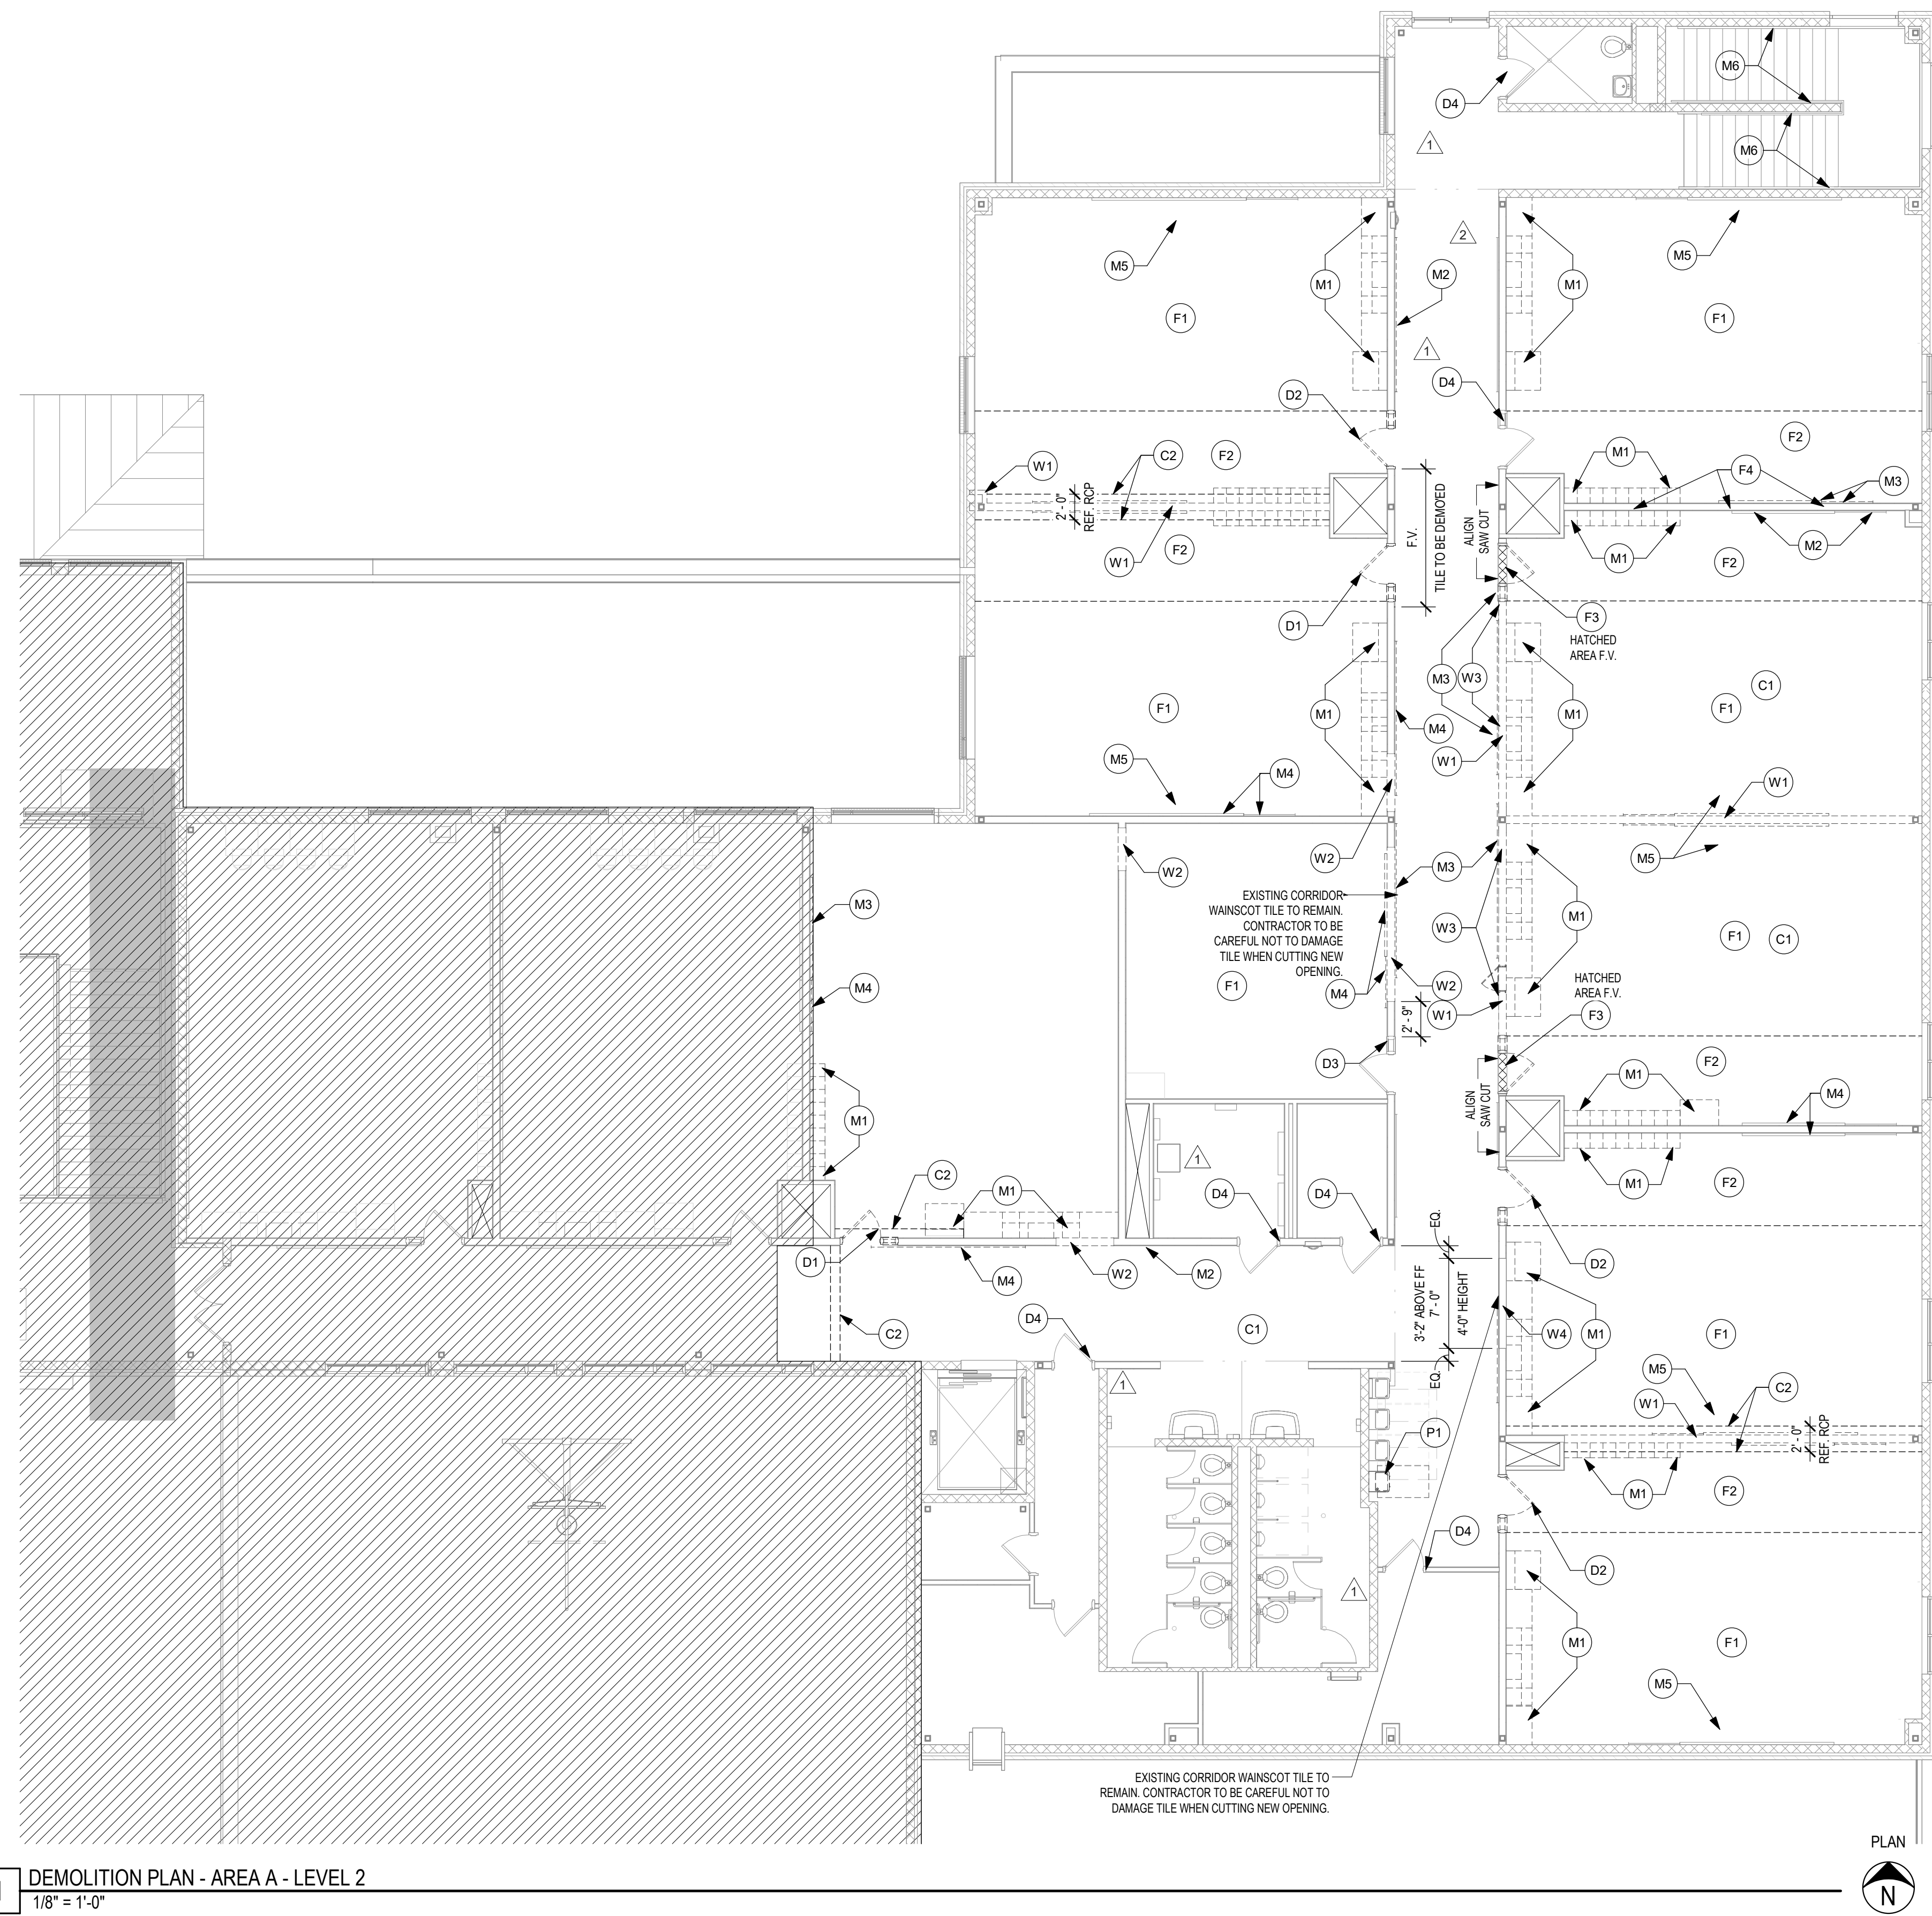 M6
D4
1
M6
2
M5
M5
M2
M1
M1
F1
F1
1
D4
D2
F2
M1
C2
F2
F4
W1
M3
2' - 0"
REF. RCP
F.V.
TILE TO BE DEMO'ED
ALIGN
SAW CUT
M2
F2
W1
M1
F2
D1
F3
HATCHED
AREA F.V.
M3
W3
C1
F1
M1
M1
F1
M4
M5
W1
M4
W1
W2
M5
W2
M3
EXISTING CORRIDOR
WAINSCOT TILE TO REMAIN.
CONTRACTOR TO BE
CAREFUL NOT TO DAMAGE
TILE WHEN CUTTING NEW
OPENING.
M3
M1
W3
F1
C1
M4
F1
M4
W2
HATCHED
AREA F.V.
W1
F3
2' - 9"
D3
F2
M1
ALIGN
SAW CUT
M4
M1
1
C2
M1
D4
D4
M1
F2
EQ.
D1
M4
W2
M2
D2
3'-2" ABOVE FF
7' - 0"
4'-0" HEIGHT
D4
C1
C2
W4
M1
F1
EQ.
M5
1
C2
W1
P1
2' - 0"
REF. RCP
M1
F2
D4
D2
1
M1
F1
M5
EXISTING CORRIDOR WAINSCOT TILE TO
REMAIN. CONTRACTOR TO BE CAREFUL NOT TO
DAMAGE TILE WHEN CUTTING NEW OPENING.
PLAN
N
DEMOLITION PLAN - AREA A - LEVEL 2
1/8" = 1'-0"